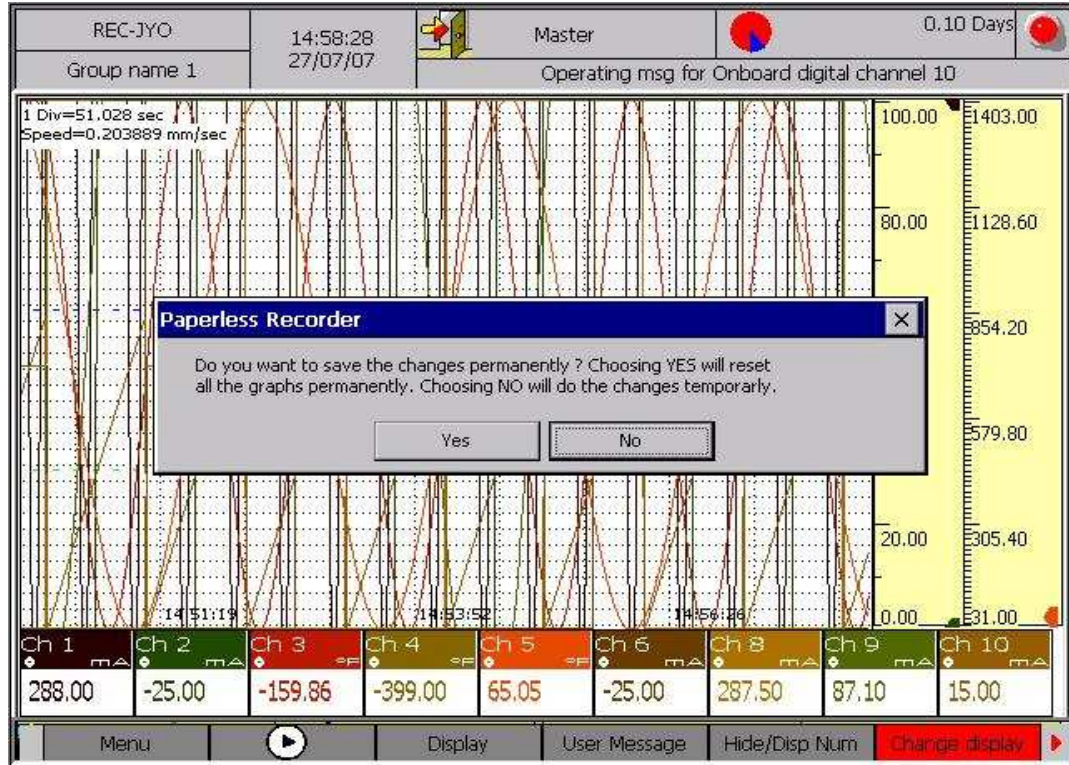 REC-JYO
Group name 1
14:58:28
27/07/07
Master
0.10 Days
Operating msg for Onboard digital channel 10
1 Div=51.028 sec
Speed=0.203889 mm/sec
100.00
1403.00
80.00
1128.60
854.20
579.80
20.00
305.40
0.00
31.00
Paperless Recorder
Do you want to save the changes permanently ? Choosing YES will reset
all the graphs permanently. Choosing NO will do the changes temporarly.
Yes
No
14:51:19
14:53:52
14:56:26
Ch 1
mA
288.00
Ch 2
mA
-25.00
Ch 3
°F
-159.86
Ch 4
°F
-399.00
Ch 5
°F
65.05
Ch 6
mA
-25.00
Ch 8
mA
287.50
Ch 9
mA
87.10
Ch 10
mA
15.00
Menu
Display
User Message
Hide/Disp Num
Change display